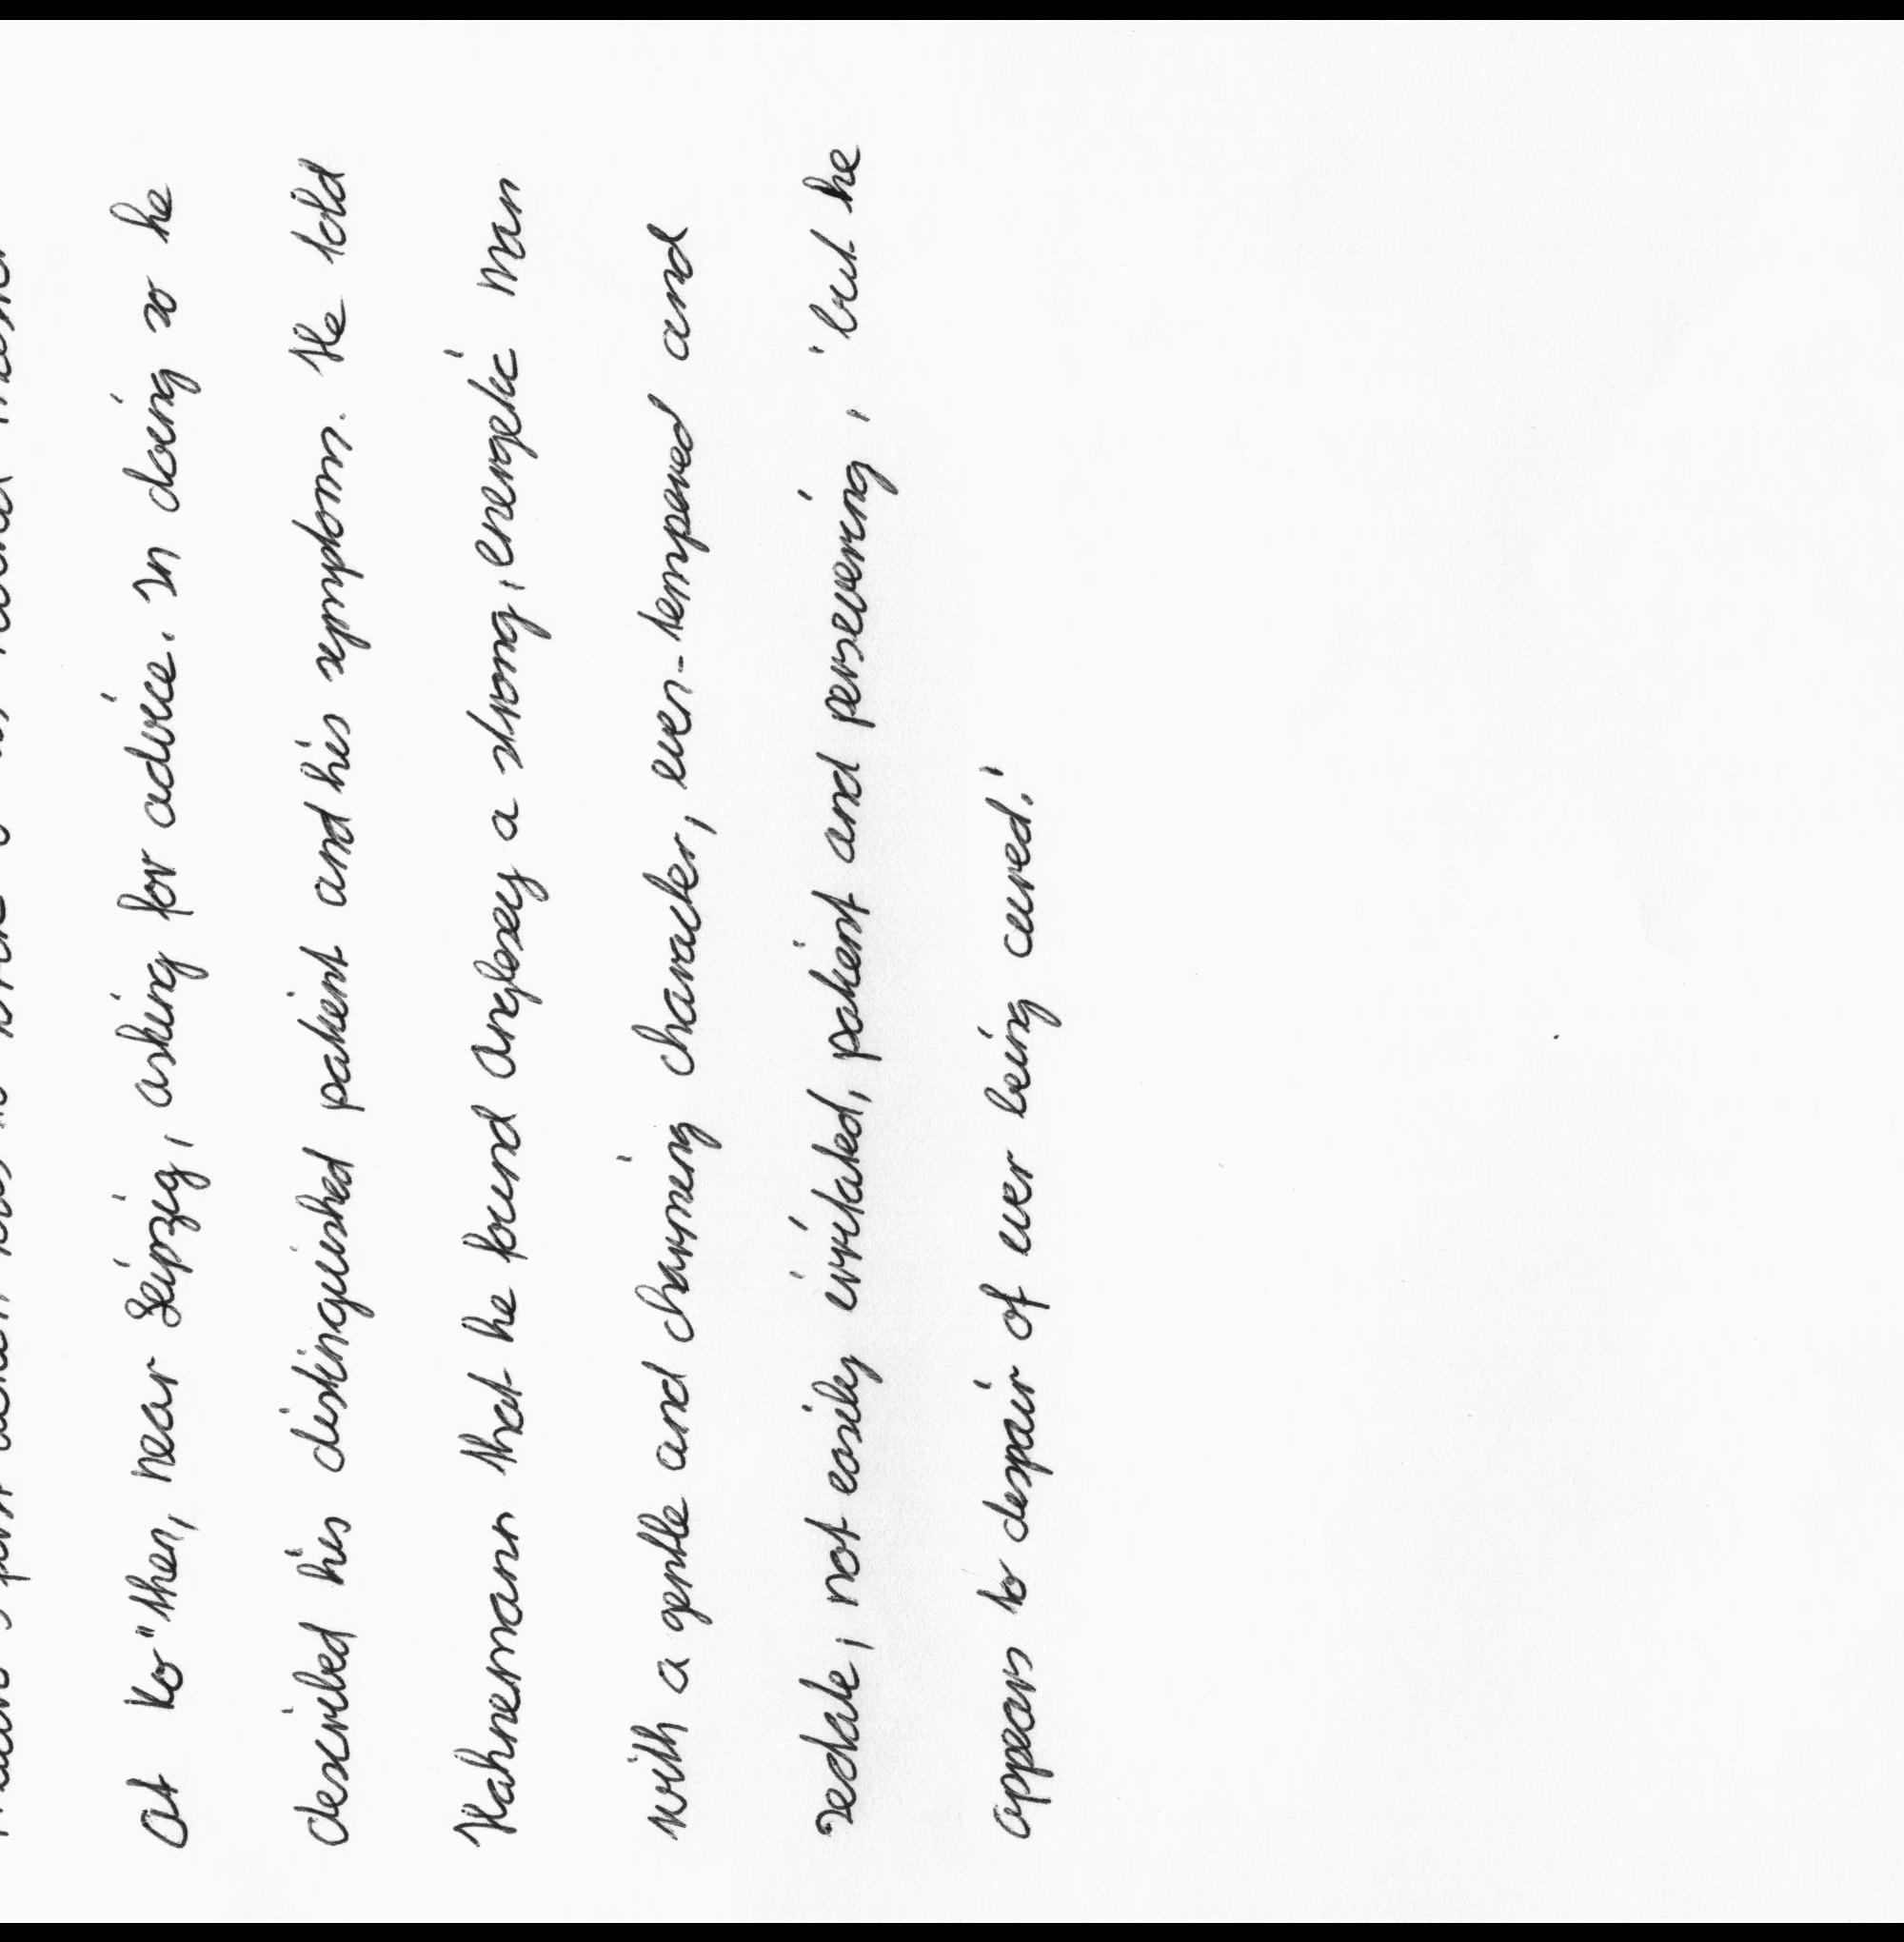 at Ko"then, near Leipzig, asking for advice. In doing so he
described his distinguished patient and his symptoms. He told
Hahnemann that he found Anglesey a strong, energetic man
with a gentle and charming character, even-tempered and
sedate, not easily irritated, patient and persevering, 'but he
appears to despair of ever being cured.'